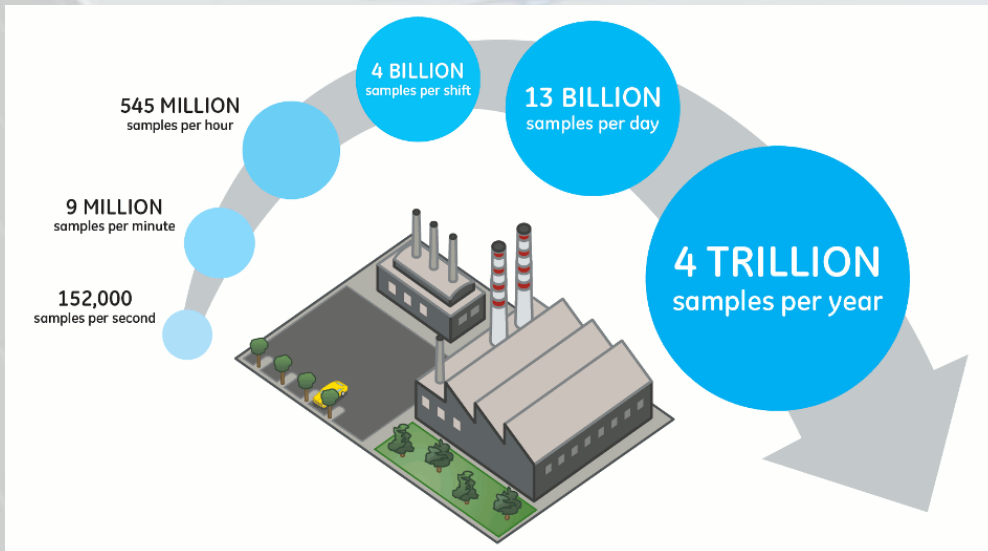 152,000
samples per second
9 MILLION
samples per minute
545 MILLION
samples per hour
4 BILLION
samples per shift
13 BILLION
samples per day
4 TRILLION
samples per year